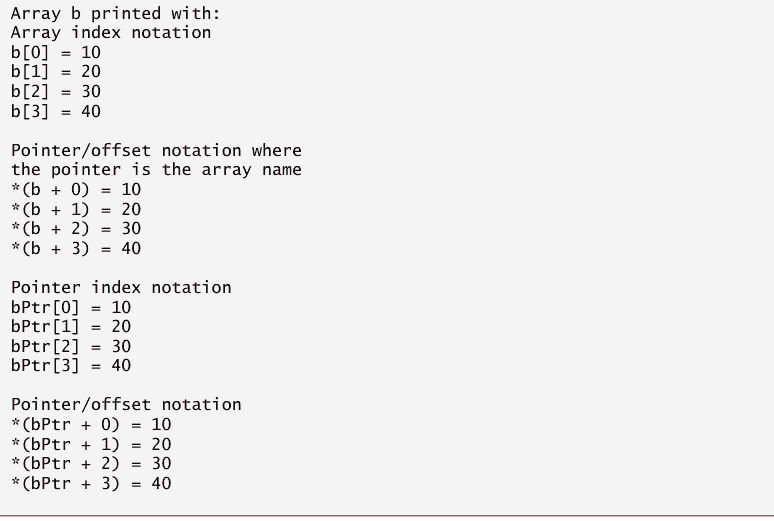 Array b printed with:
Array index notation
b[0] = 10
b[1] = 20
b[2] = 30
b[3] = 40
Pointer/offset notation where
the pointer is the array name
*(b + 0) = 10
*(b + 1) = 20
*(b + 2) = 30
*(b + 3) = 40
Pointer index notation
bPtr[0] = 10
bPtr[1] = 20
bPtr[2] = 30
bPtr[3] = 40
Pointer/offset notation
*(bPtr + 0) = 10
*(bPtr + 1) = 20
*(bPtr + 2) = 30
*(bPtr + 3) = 40